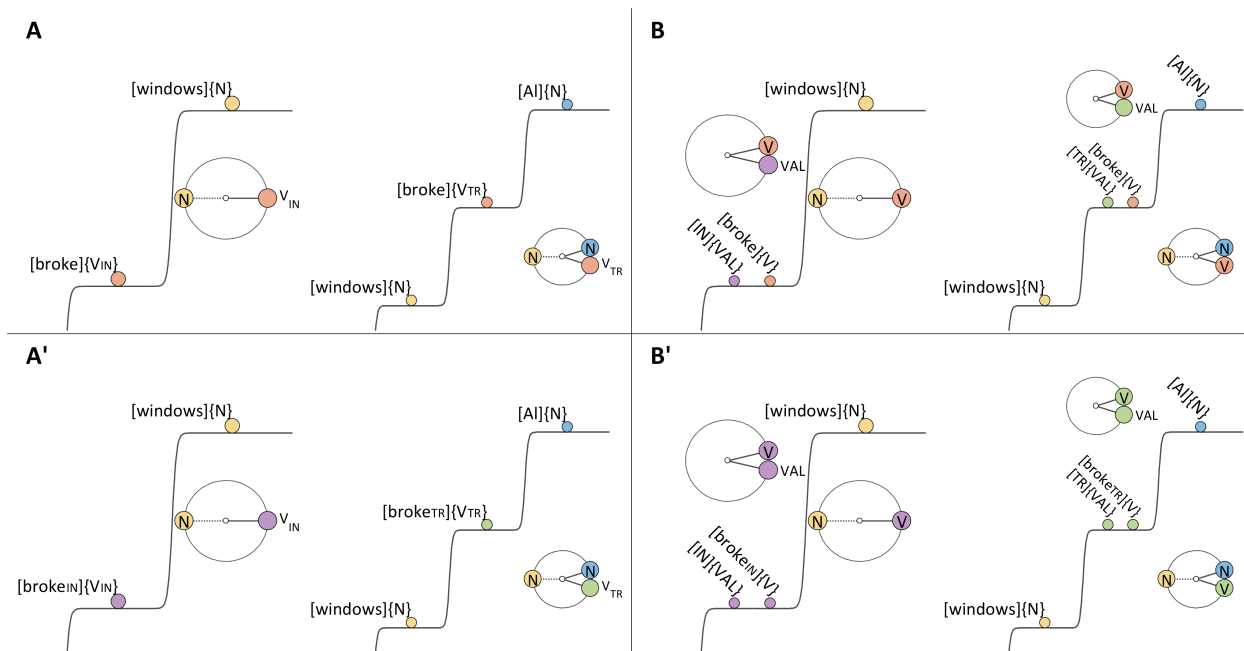 A
[windows]{N}
N
V IN
[broke]{VIN}
[Al]{N}
[broke]{VTR}
N
N
VTR
[windows]{N}
B
[windows]{N}
V
VAL
N
V
[broke]{V}
[IN]{VAL}
[Al]{N}
V
VAL
[broke]{V}
[TR]{VAL}
N
N
V
[windows]{N}
A'
[windows]{N}
N
V IN
[brokeIN]{VIN}
[Al]{N}
[brokeTR]{VTR}
N
N
VTR
[windows]{N}
B'
[windows]{N}
V
VAL
N
V
[brokeIN]{V}
[IN]{VAL}
[Al]{N}
V
VAL
[brokeTR]{V}
[TR]{VAL}
N
N
V
[windows]{N}